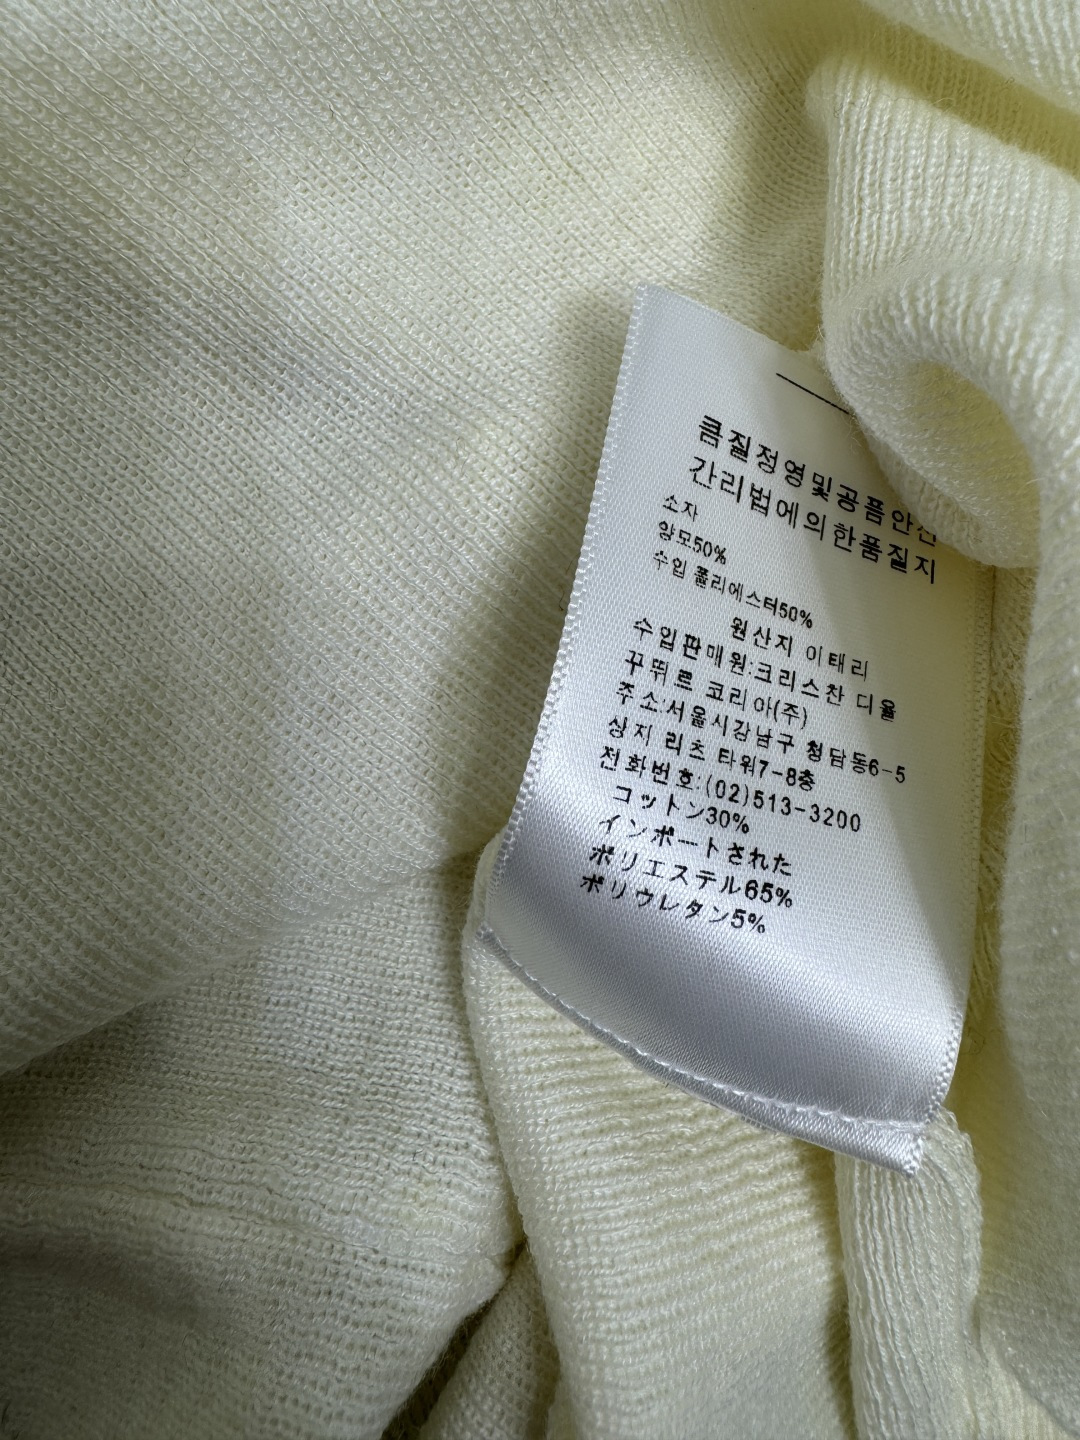 큼질정영및공품안전
간리법에의한품질지
소자
양모50%
수입 폴리에스터50%
원산지 이태리
수입판매원:크리스찬 디올
꾸뛰르 코리아(주)
주소:서울시강남구 청담동6-5
상지 리츠 타워7-8층
전화번호:(02)513-3200
コットン30%
インポートされた
ポリエステル65%
ポリウレタン5%